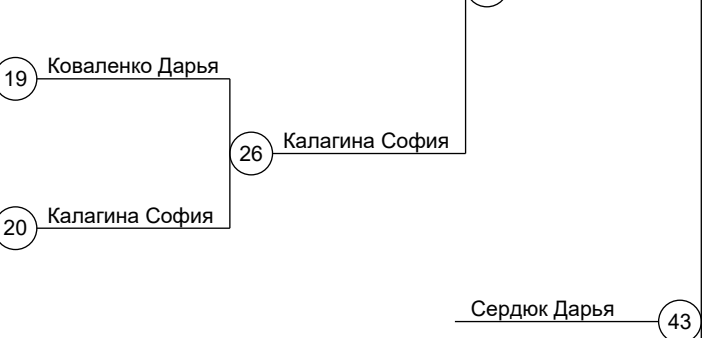 19 Коваленко Дарья
26 Калагина София
20 Калагина София
Сердюк Дарья 43